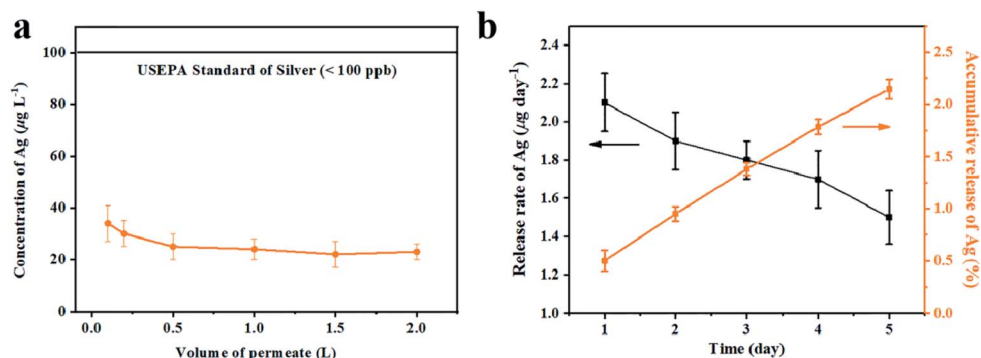 a
Concentration of Ag (μg L⁻¹)
100
80
60
40
20
0
USEPA Standard of Silver (< 100 ppb)
0.0 0.5 1.0 1.5 2.0
Volume of permeate (L)
b
Release rate of Ag (μg day⁻¹)
2.4
2.2
2.0
1.8
1.6
1.4
1.2
1.0
1 2 3 4 5
Time (day)
2.5
2.0
1.5
1.0
0.5
0.0
Accumulative release of Ag (%)